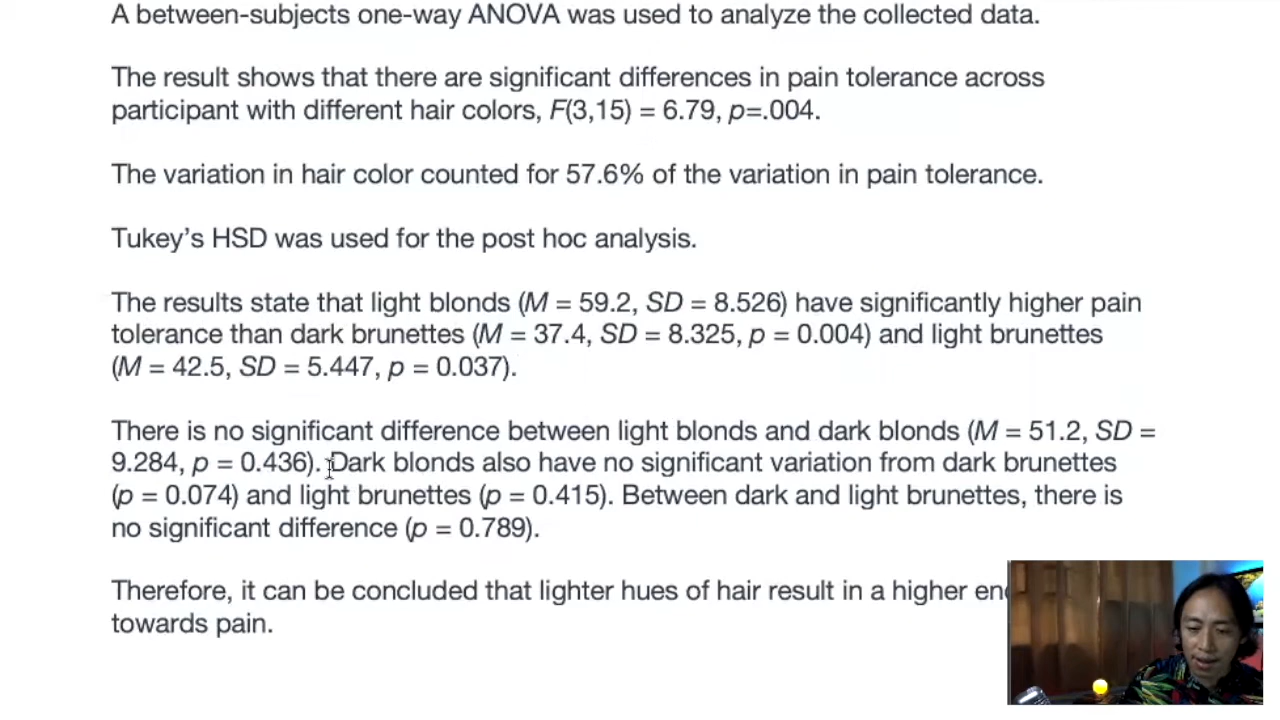 A between-subjects one-way ANOVA was used to analyze the collected data.
The result shows that there are significant differences in pain tolerance across
participant with different hair colors, F(3,15) = 6.79, p=.004.
The variation in hair color counted for 57.6% of the variation in pain tolerance.
Tukey’s HSD was used for the post hoc analysis.
The results state that light blonds (M = 59.2, SD = 8.526) have significantly higher pain
tolerance than dark brunettes (M = 37.4, SD = 8.325, p = 0.004) and light brunettes
(M = 42.5, SD = 5.447, p = 0.037).
There is no significant difference between light blonds and dark blonds (M = 51.2, SD =
9.284, p = 0.436). Dark blonds also have no significant variation from dark brunettes
(p = 0.074) and light brunettes (p = 0.415). Between dark and light brunettes, there is
no significant difference (p = 0.789).
Therefore, it can be concluded that lighter hues of hair result in a higher
towards pain.